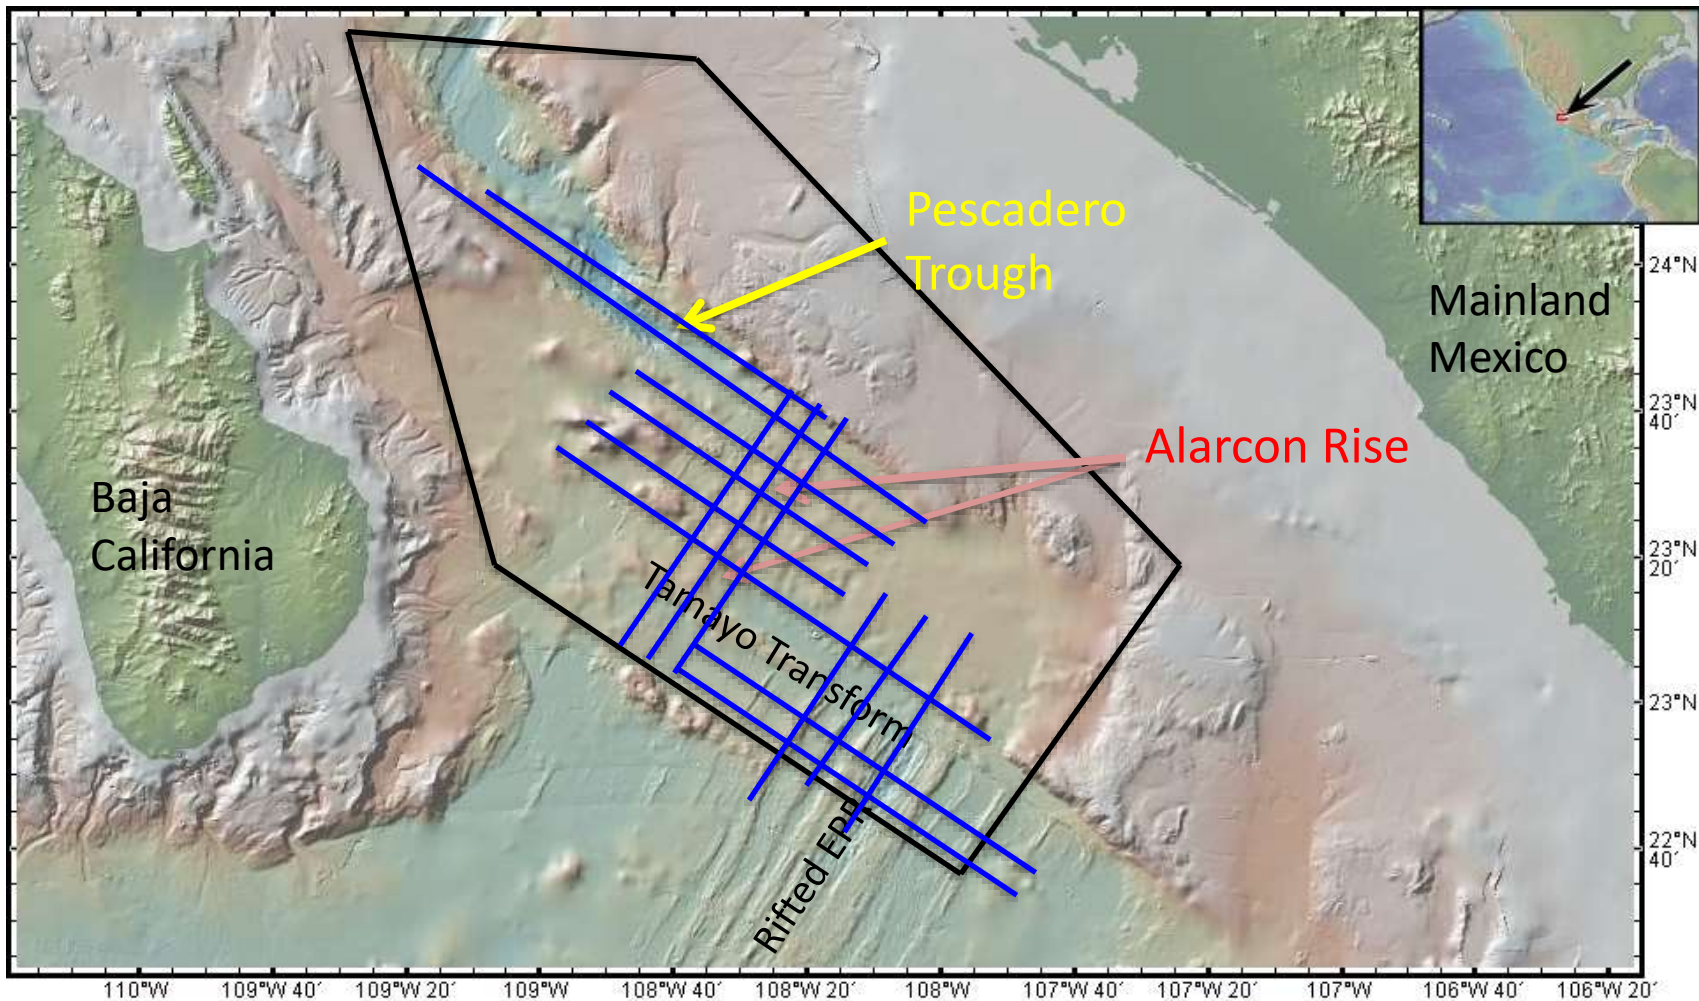 Pescadero
Trough
24°N
Mainland
Mexico
23°N
40'
Alarcon Rise
Baja
California
23°N
20'
Tamayo Transform
23°N
Rifted EPR
22°N
40'
110°W
109°W 40'
109°W 20'
109°W
108°W 40'
108°W 20'
108°W
107°W 40'
107°W 20'
107°W
106°W 40'
106°W 20'